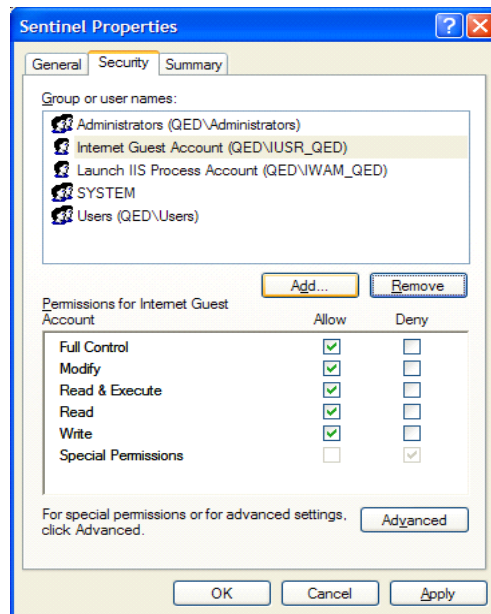 Sentinel Properties
General Security Summary
Group or user names:
Administrators (QED\Administrators)
Internet Guest Account (QED\IUSR_QED)
Launch IIS Process Account (QED\IWAM_QED)
SYSTEM
Users (QED\Users)
Add... Remove
Permissions for Internet Guest
Account Allow Deny
Full Control
Modify
Read & Execute
Read
Write
Special Permissions
For special permissions or for advanced settings,
click Advanced.
Advanced
OK Cancel Apply